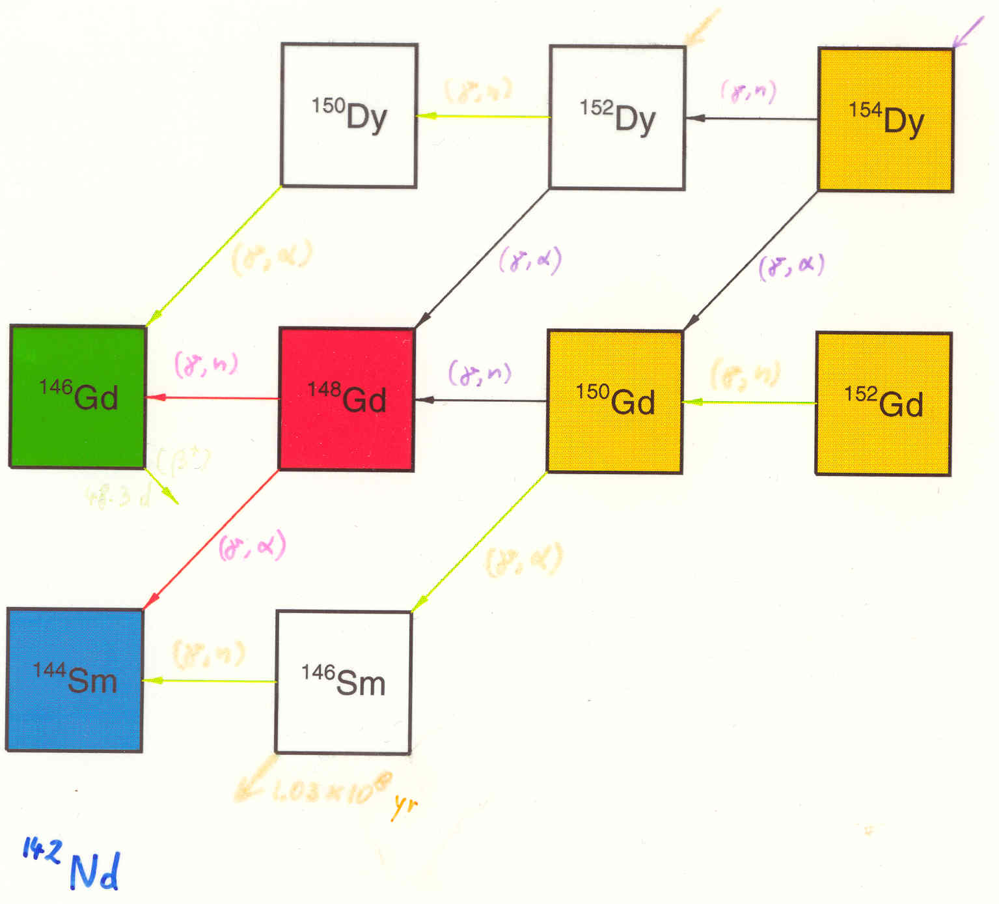 (γ,n) (γ,n)
¹⁵⁰Dy ¹⁵²Dy ¹⁵⁴Dy
(γ,α) (γ,α) (γ,α)
(γ,n) (γ,n) (γ,n)
¹⁴⁶Gd ¹⁴⁸Gd ¹⁵⁰Gd ¹⁵²Gd
(β⁺)
48.3 d
(γ,α) (γ,α)
(γ,n)
¹⁴⁴Sm ¹⁴⁶Sm
1.03×10⁸ yr
¹⁴²Nd